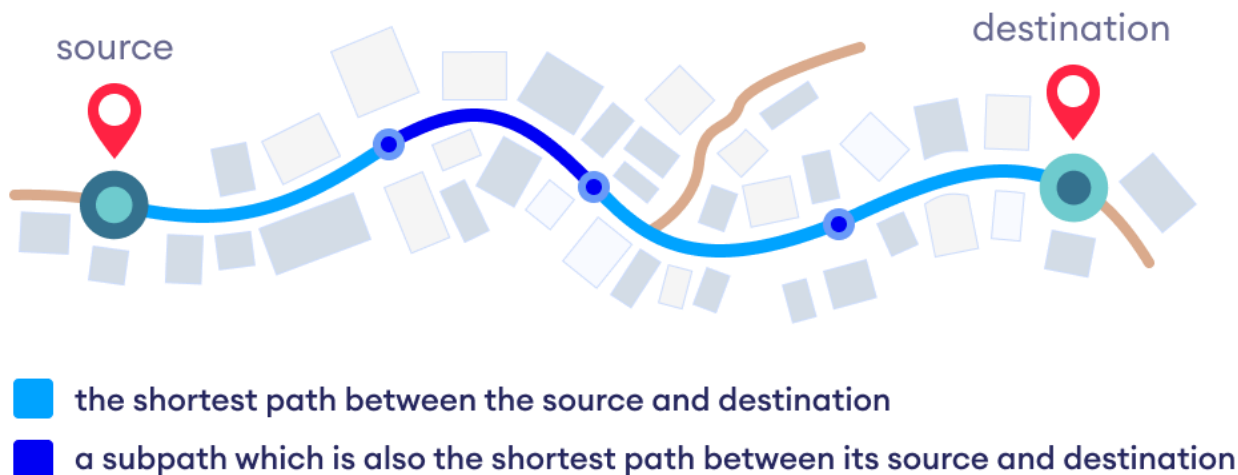 source
destination
the shortest path between the source and destination
a subpath which is also the shortest path between its source and destination